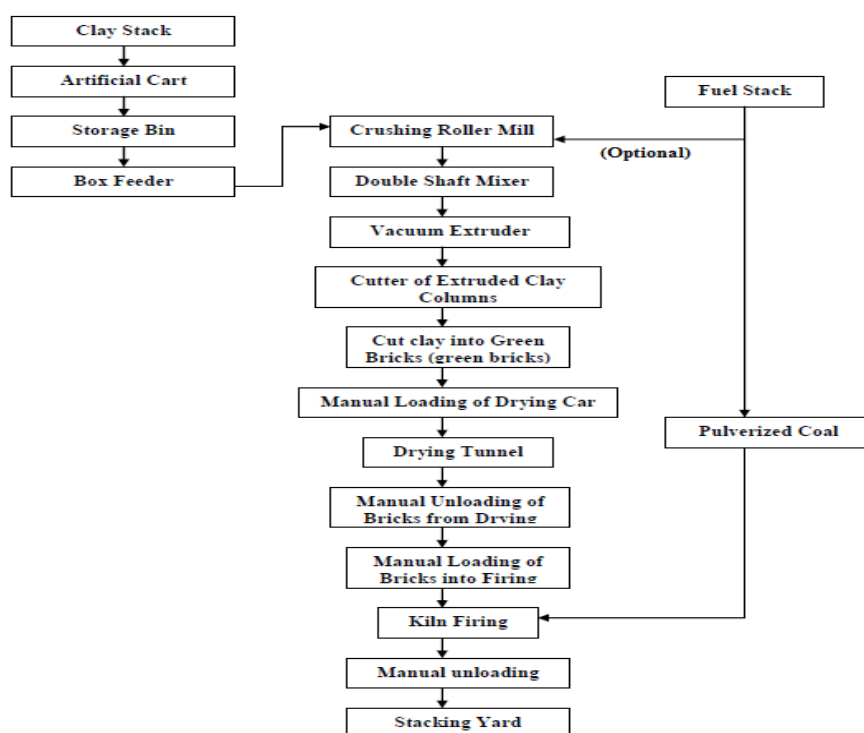 Clay Stack
Artificial Cart
Storage Bin
Box Feeder
Fuel Stack
Crushing Roller Mill
(Optional)
Double Shaft Mixer
Vacuum Extruder
Cutter of Extruded Clay
Columns
Cut clay into Green
Bricks (green bricks)
Manual Loading of Drying Car
Pulverized Coal
Drying Tunnel
Manual Unloading of
Bricks from Drying
Manual Loading of
Bricks into Firing
Kiln Firing
Manual unloading
Stacking Yard